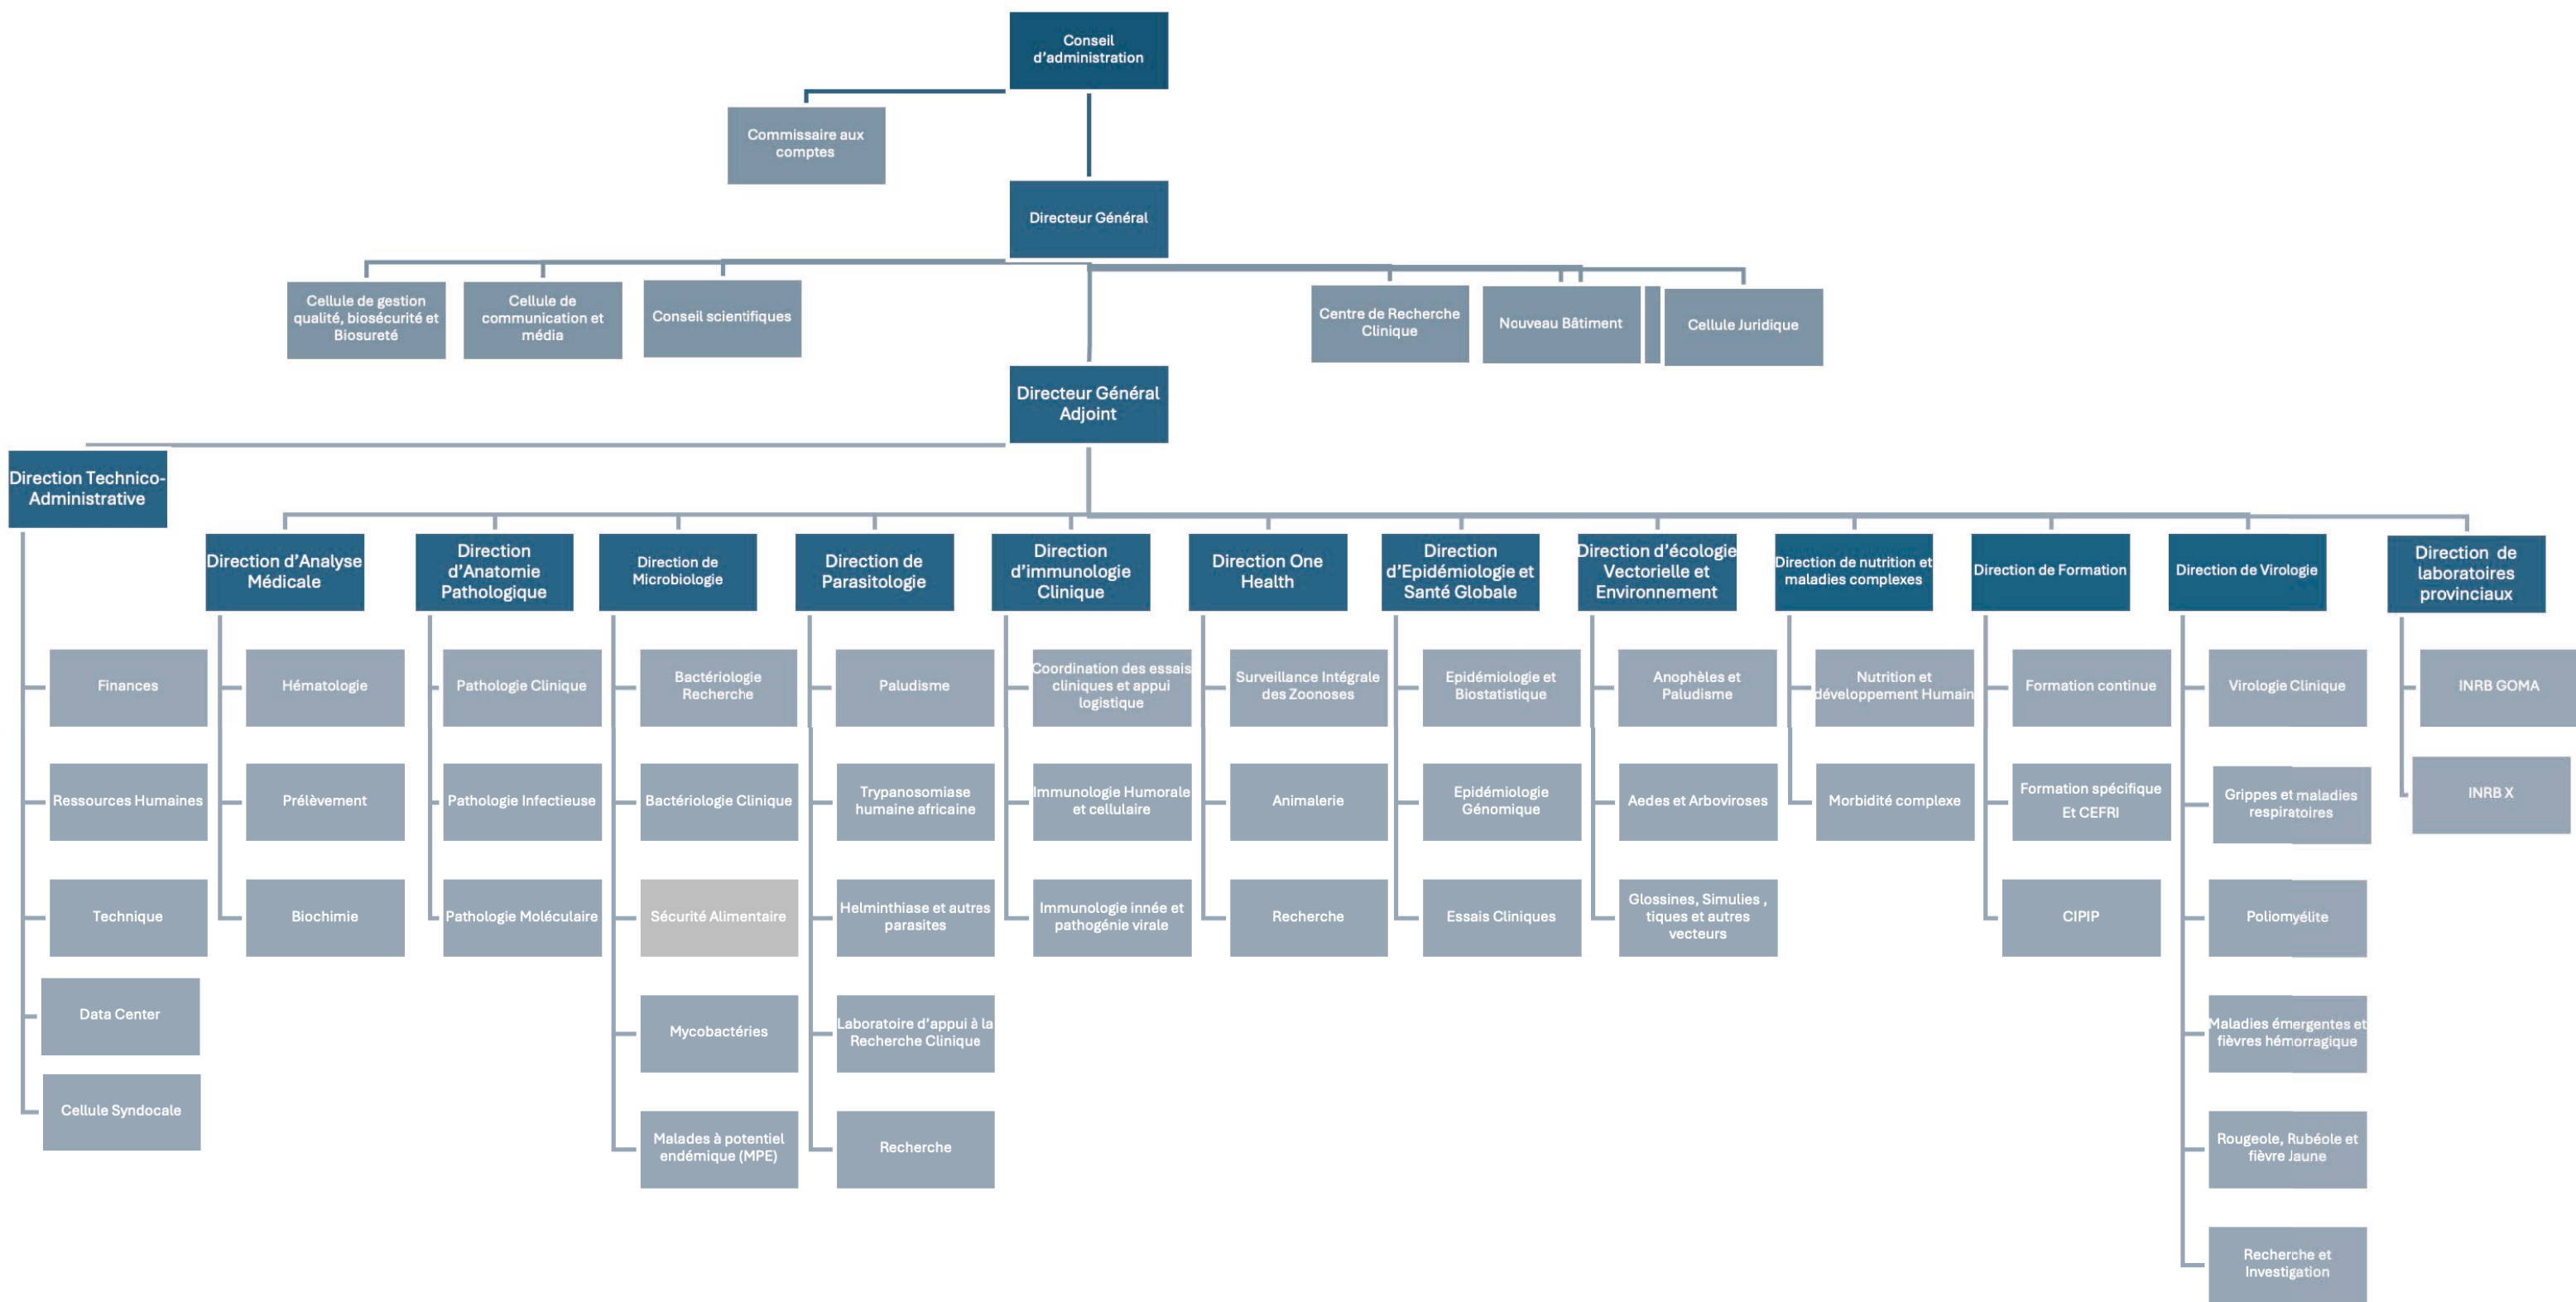 Conseil
d'administration
Commissaire aux
comptes
Directeur Général
Cellule de gestion
qualité, biosécurité et
Biosureté
Cellule de
communication et
média
Conseil scientifiques
Centre de Recherche
Clinique
Nouveau Bâtiment
Cellule Juridique
Directeur Général
Adjoint
Direction Technico-
Administrative
Finances
Ressources Humaines
Technique
Data Center
Cellule Syndocale
Direction d'Analyse
Médicale
Hématologie
Prélèvement
Biochimie
Direction
d'Anatomie
Pathologique
Pathologie Clinique
Pathologie Infectieuse
Pathologie Moléculaire
Direction de
Microbiologie
Bactériologie
Recherche
Bactériologie Clinique
Sécurité Alimentaire
Mycobactéries
Malades à potentiel
endémique (MPE)
Direction de
Parasitologie
Paludisme
Trypanosomiase
humaine africaine
Helminthiase et autres
parasites
Laboratoire d'appui à la
Recherche Clinique
Recherche
Direction
d'immunologie
Clinique
Coordination des essais
cliniques et appui
logistique
Immunologie Humorale
et cellulaire
Immunologie innée et
pathogénie virale
Direction One
Health
Surveillance Intégrale
des Zoonoses
Animalerie
Recherche
Direction
d'Epidémiologie et
Santé Globale
Epidémiologie et
Biostatistique
Epidémiologie
Génomique
Essais Cliniques
Direction d'écologie
Vectorielle et
Environnement
Anophèles et
Paludisme
Aedes et Arboviroses
Glossines, Simulies ,
tiques et autres
vecteurs
Direction de nutrition et
maladies complexes
Nutrition et
développement Humain
Morbidité complexe
Direction de Formation
Formation continue
Formation spécifique
Et CEFRI
CIPIP
Direction de Virologie
Virologie Clinique
Grippes et maladies
respiratoires
Poliomyélite
Maladies émergentes et
fièvres hémorragique
Rougeole, Rubéole et
fièvre Jaune
Recherche et
Investigation
Direction de
laboratoires
provinciaux
INRB GOMA
INRB X